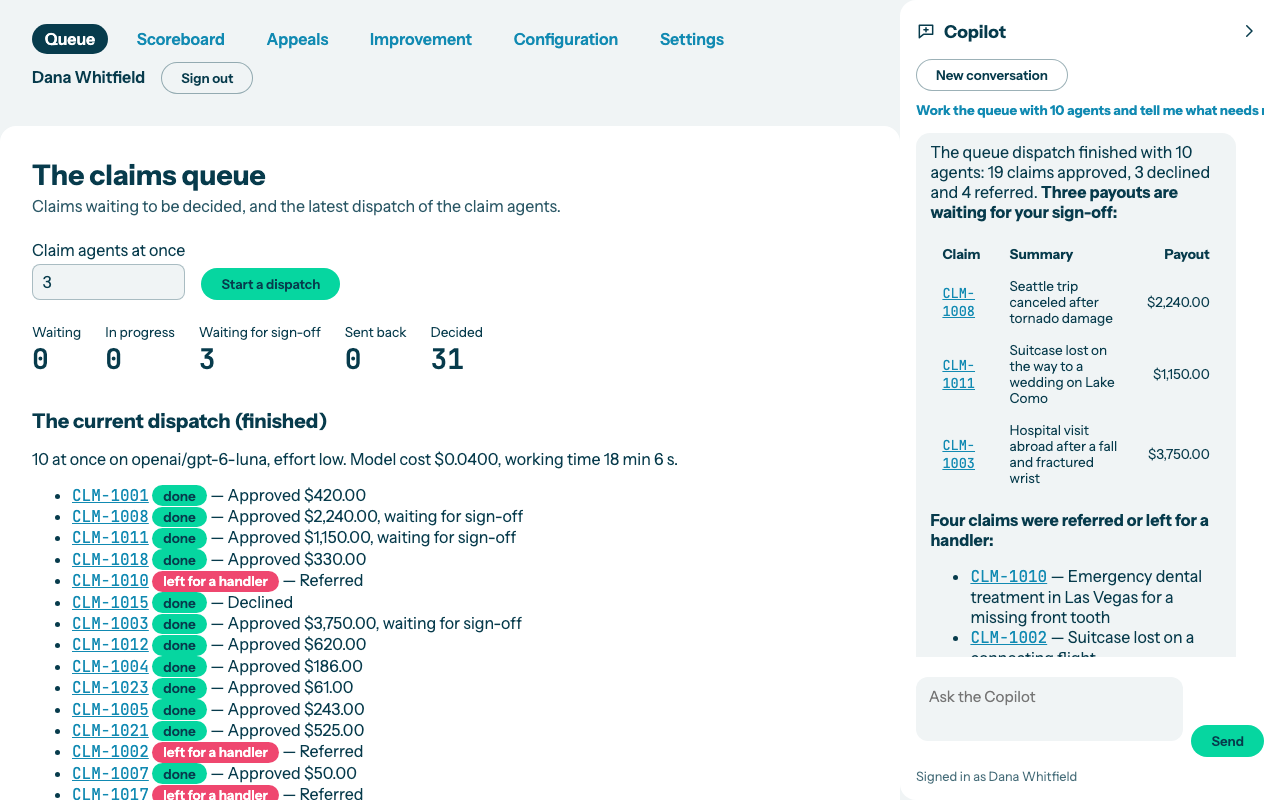 Queue
Scoreboard
Appeals
Improvement
Configuration
Settings
Dana Whitfield
Sign out
The claims queue
Claims waiting to be decided, and the latest dispatch of the claim agents.
Claim agents at once
3
Start a dispatch
Waiting
0
In progress
0
Waiting for sign-off
3
Sent back
0
Decided
31
The current dispatch (finished)
10 at once on openai/gpt-6-luna, effort low. Model cost $0.0400, working time 18 min 6 s.
CLM-1001 done — Approved $420.00
CLM-1008 done — Approved $2,240.00, waiting for sign-off
CLM-1011 done — Approved $1,150.00, waiting for sign-off
CLM-1018 done — Approved $330.00
CLM-1010 left for a handler — Referred
CLM-1015 done — Declined
CLM-1003 done — Approved $3,750.00, waiting for sign-off
CLM-1012 done — Approved $620.00
CLM-1004 done — Approved $186.00
CLM-1023 done — Approved $61.00
CLM-1005 done — Approved $243.00
CLM-1021 done — Approved $525.00
CLM-1002 left for a handler — Referred
CLM-1007 done — Approved $50.00
CLM-1017 left for a handler — Referred
Copilot
New conversation
Work the queue with 10 agents and tell me what needs
The queue dispatch finished with 10
agents: 19 claims approved, 3 declined
and 4 referred. Three payouts are
waiting for your sign-off:
Claim Summary Payout
CLM-
1008
Seattle trip
canceled after
tornado damage
$2,240.00
CLM-
1011
Suitcase lost on
the way to a
wedding on Lake
Como
$1,150.00
CLM-
1003
Hospital visit
abroad after a fall
and fractured
wrist
$3,750.00
Four claims were referred or left for a
handler:
CLM-1010 — Emergency dental
treatment in Las Vegas for a
missing front tooth
CLM-1002 — Suitcase lost on a
connecting flight
Ask the Copilot
Send
Signed in as Dana Whitfield